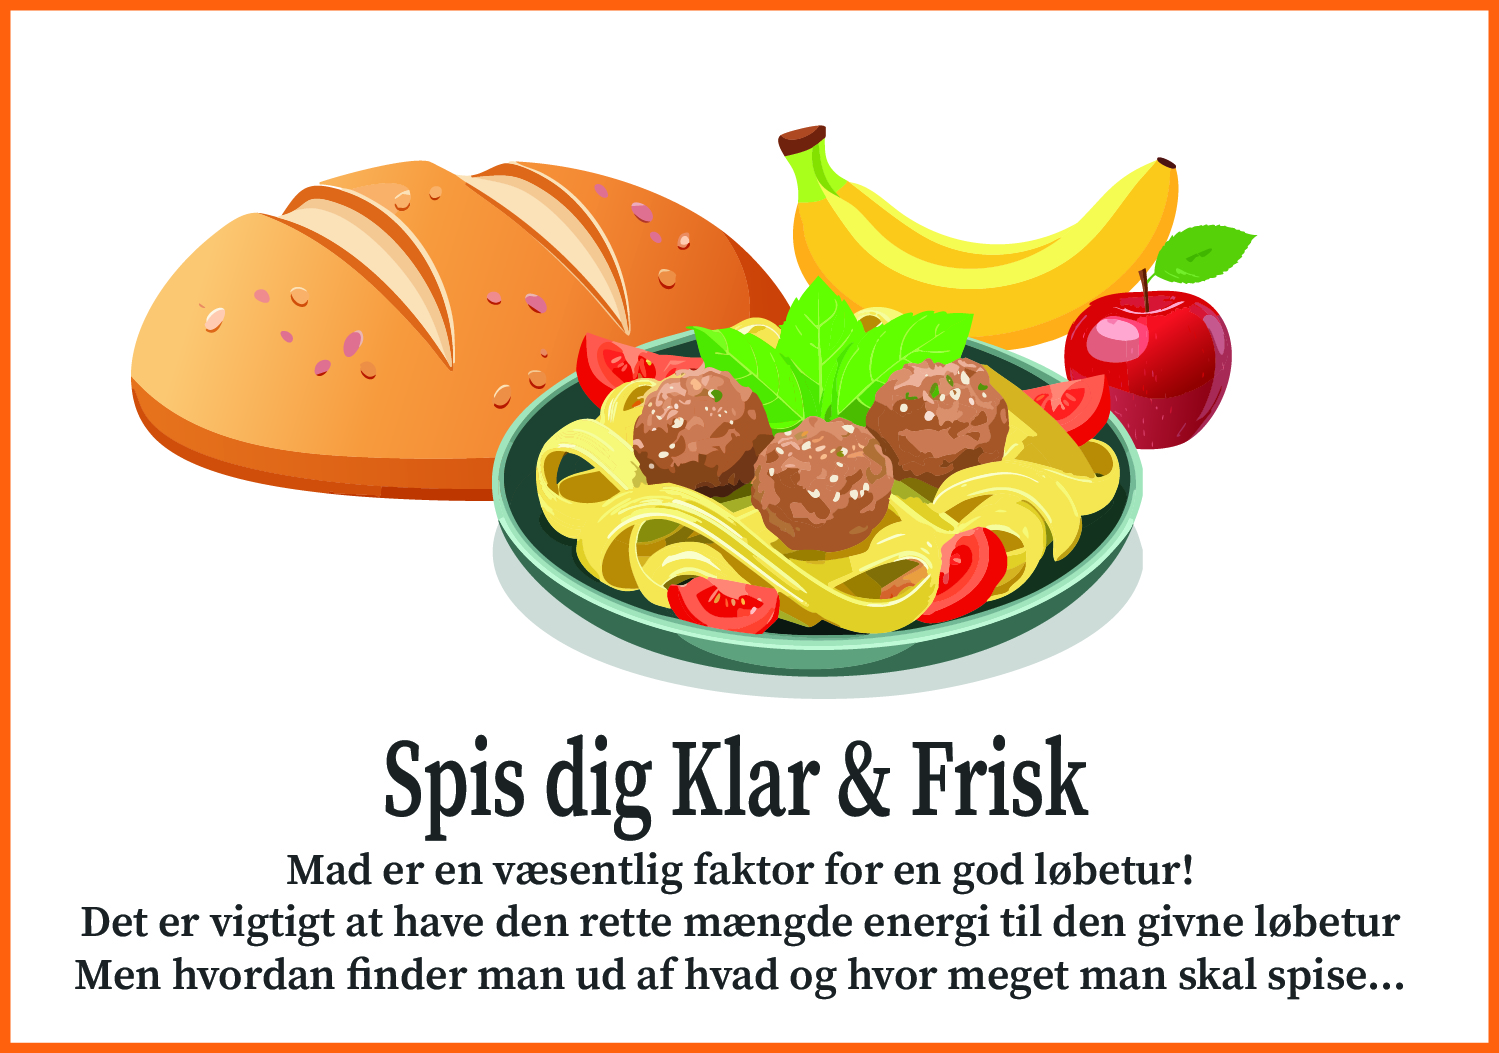 Spis dig Klar & Frisk
Mad er en væsentlig faktor for en god løbetur!
Det er vigtigt at have den rette mængde energi til den givne løbetur
Men hvordan finder man ud af hvad og hvor meget man skal spise...